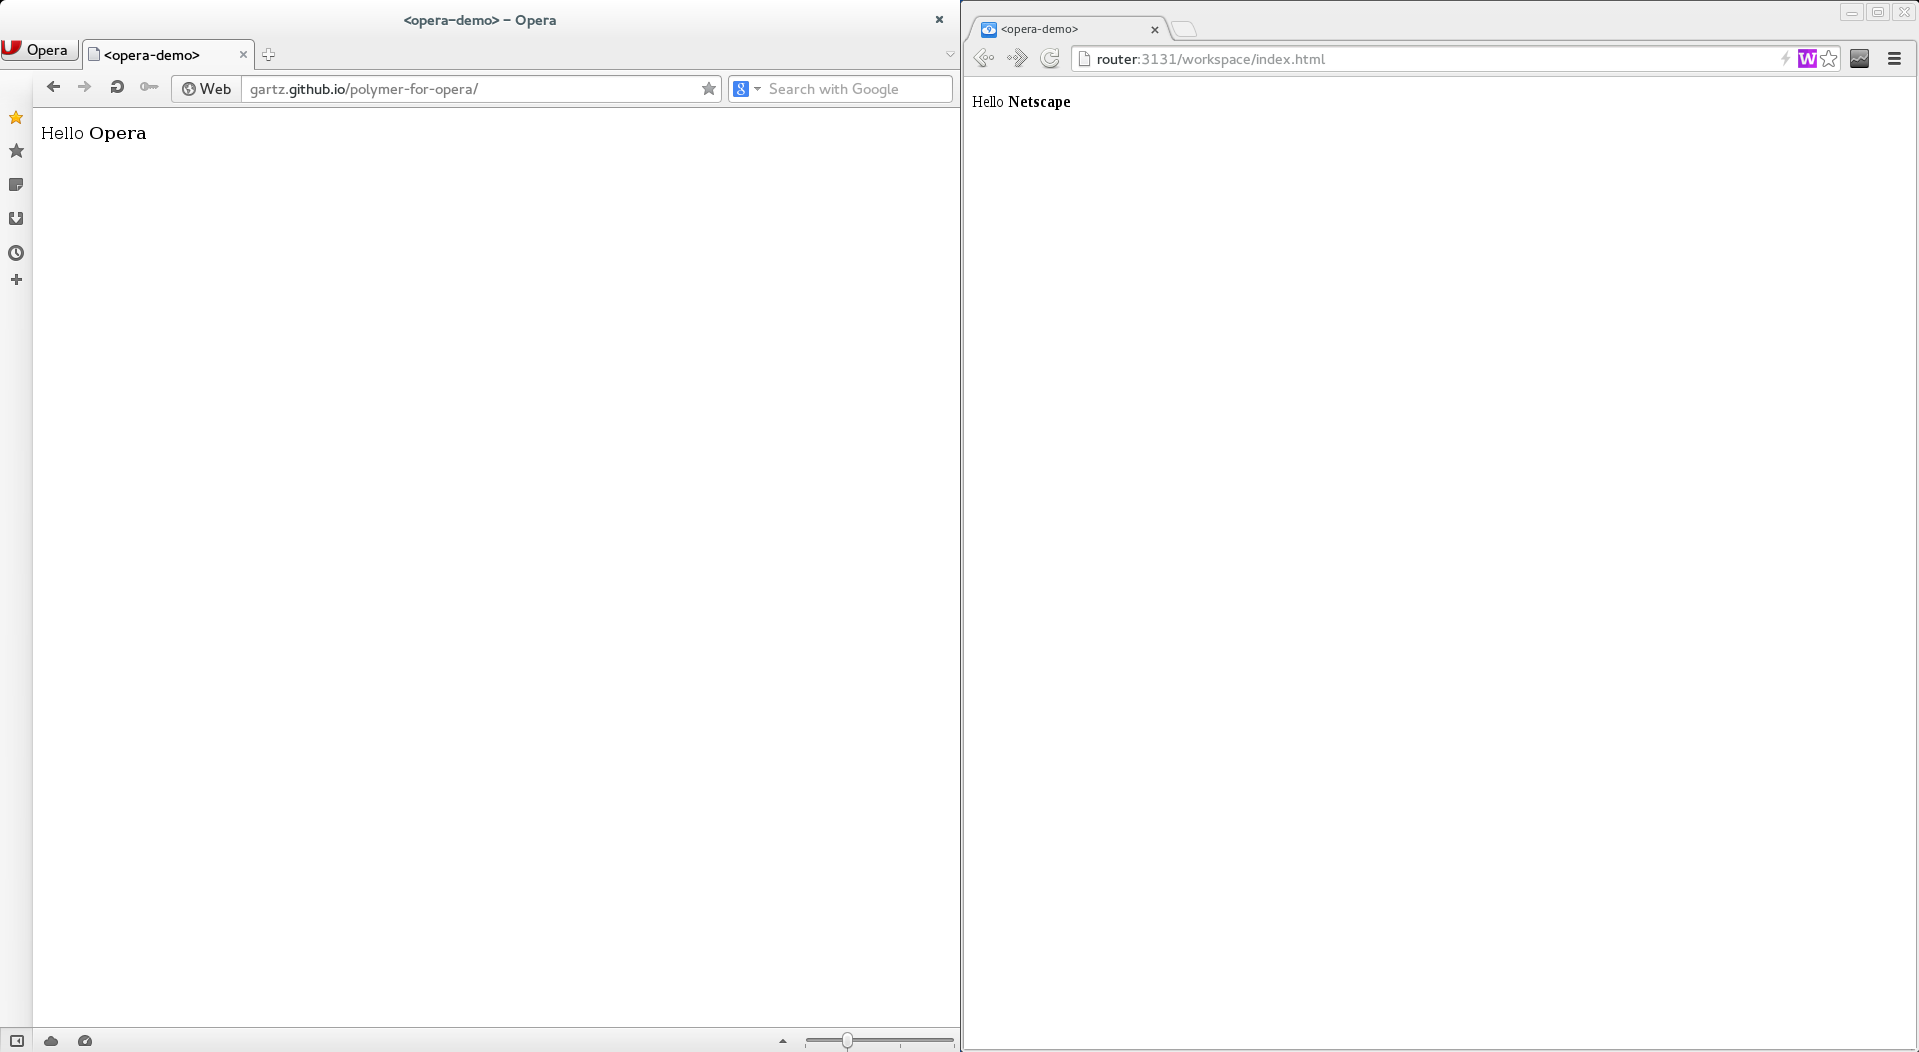 <opera-demo> – Opera
Opera
<opera-demo>
Web
gartz.github.io/polymer-for-opera/
8
Search with Google
Hello Opera
<opera-demo>
router:3131/workspace/index.html
W
Hello Netscape